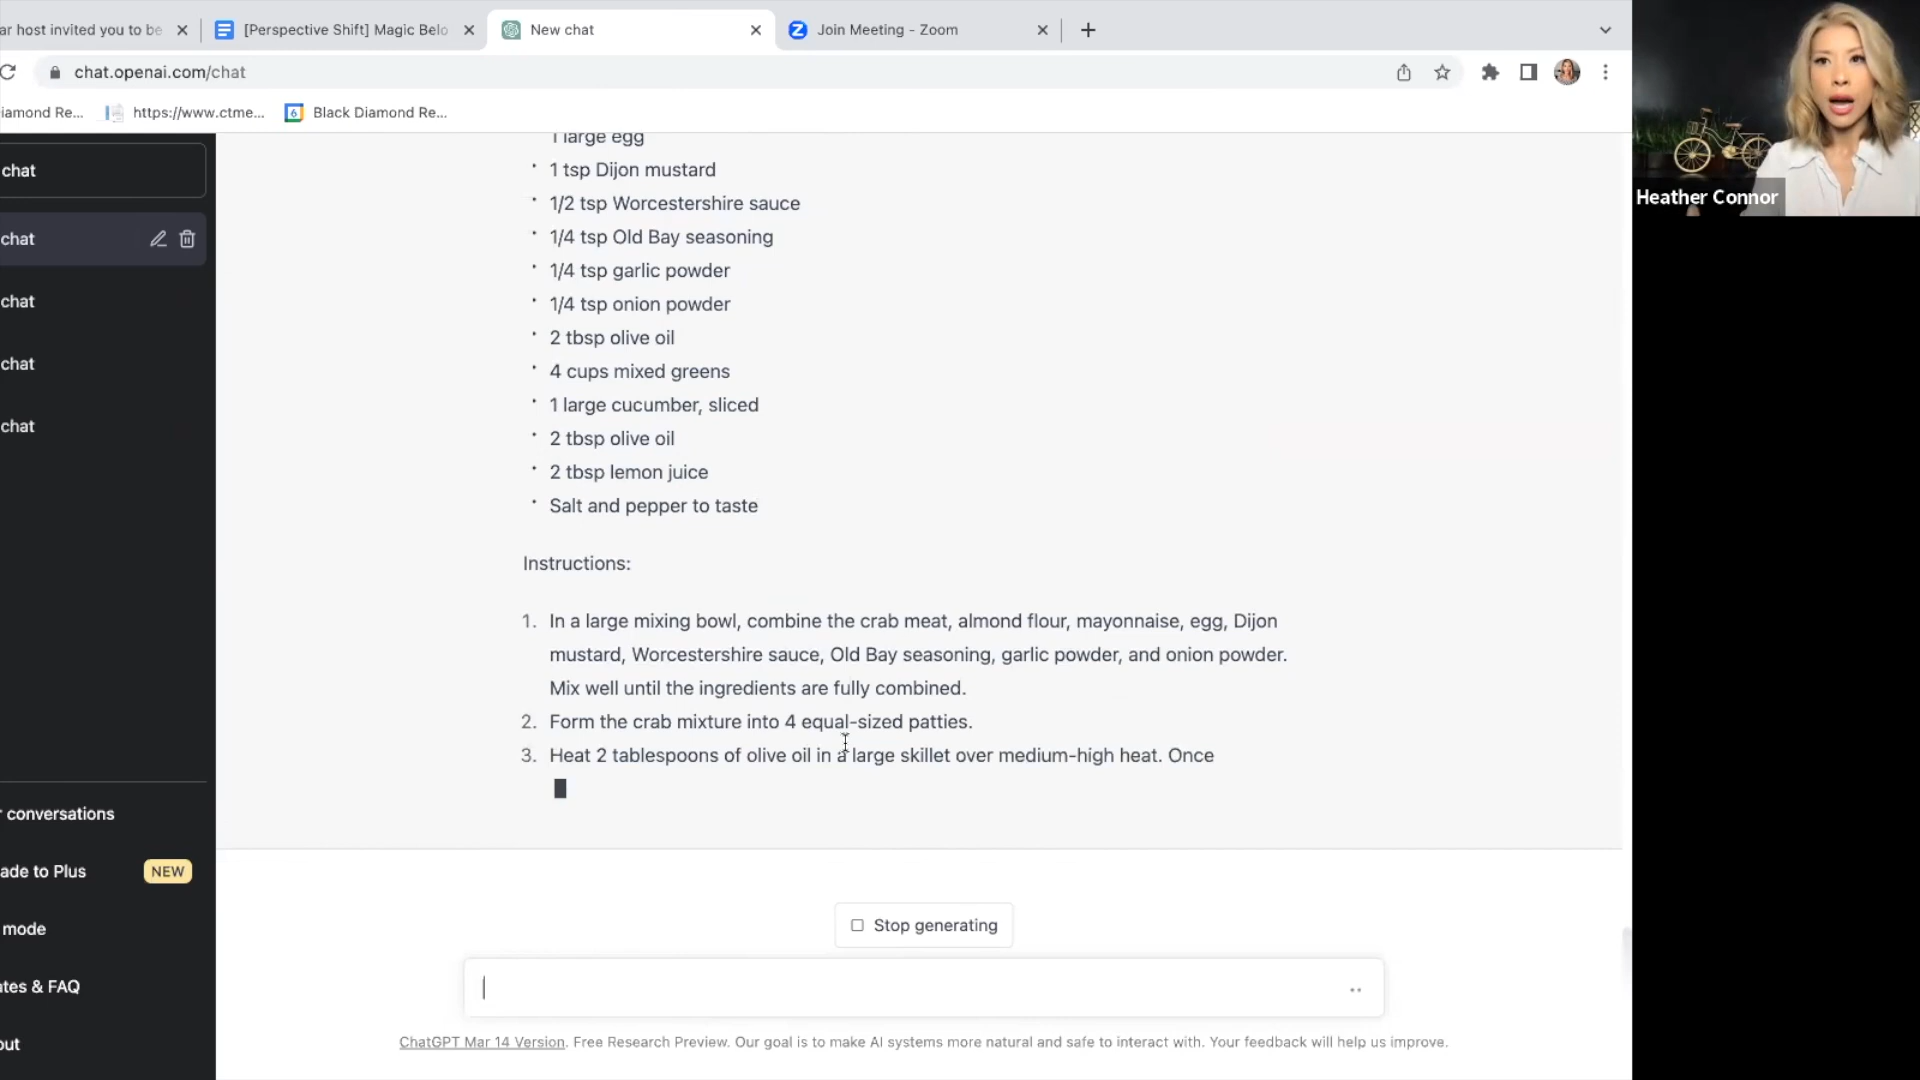 ar host invited you to be
[Perspective Shift] Magic Belo
New chat
Join Meeting - Zoom
chat.openai.com/chat
iamond Re...
https://www.ctme...
6
Black Diamond Re...
chat
chat
chat
chat
chat
r conversations
ade to Plus
NEW
mode
ates & FAQ
out
1 large egg
1 tsp Dijon mustard
1/2 tsp Worcestershire sauce
1/4 tsp Old Bay seasoning
1/4 tsp garlic powder
1/4 tsp onion powder
2 tbsp olive oil
4 cups mixed greens
1 large cucumber, sliced
2 tbsp olive oil
2 tbsp lemon juice
Salt and pepper to taste
Instructions:
1. In a large mixing bowl, combine the crab meat, almond flour, mayonnaise, egg, Dijon
mustard, Worcestershire sauce, Old Bay seasoning, garlic powder, and onion powder.
Mix well until the ingredients are fully combined.
2. Form the crab mixture into 4 equal-sized patties.
3. Heat 2 tablespoons of olive oil in a large skillet over medium-high heat. Once
Stop generating
ChatGPT Mar 14 Version. Free Research Preview. Our goal is to make AI systems more natural and safe to interact with. Your feedback will help us improve.
Heather Connor